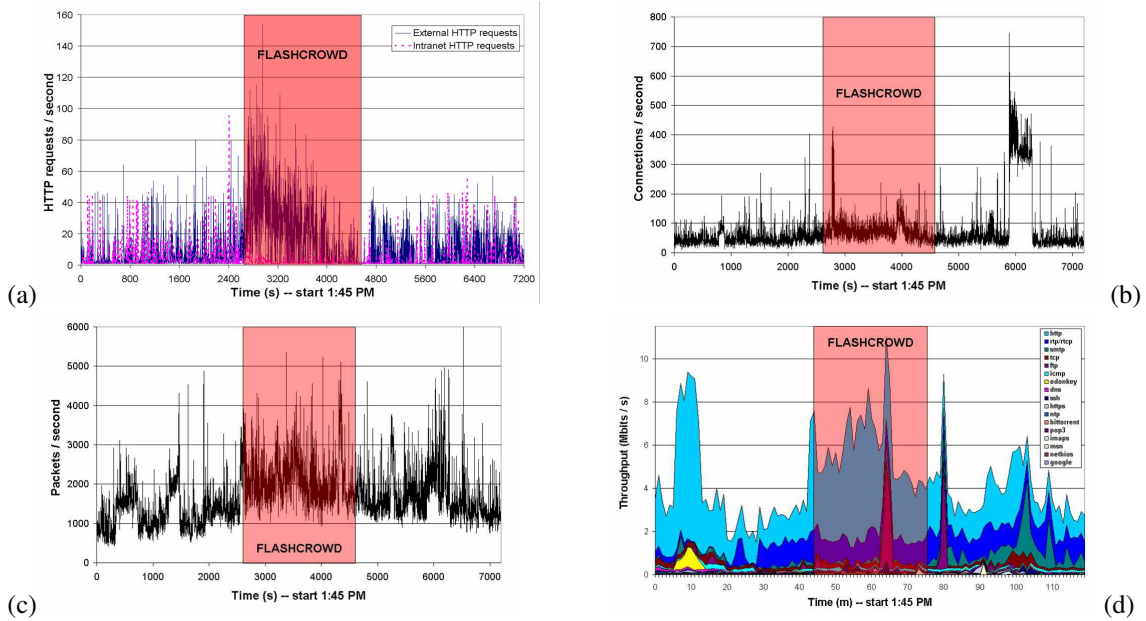 160
140
120
100
80
60
40
20
0
HTTP requests / second
External HTTP requests
Intranet HTTP requests
FLASHCROWD
0 800 1600 2400 3200 4000 4800 5600 6400 7200
Time (s) -- start 1:45 PM
(a)
800
700
600
500
400
300
200
100
0
Connections / second
FLASHCROWD
0 1000 2000 3000 4000 5000 6000 7000
Time (s) -- start 1:45 PM
(b)
6000
5000
4000
3000
2000
1000
0
Packets / second
FLASHCROWD
0 1000 2000 3000 4000 5000 6000 7000
Time (s) -- start 1:45 PM
(c)
10
8
6
4
2
0
Throughput (Mbits / s)
FLASHCROWD
http
rtp/rtcp
smtp
tcp
ftp
icmp
edonkey
dns
ssh
https
ntp
bittorrent
pop3
imaps
msn
netbios
google
0 10 20 30 40 50 60 70 80 90 100 110
Time (m) -- start 1:45 PM
(d)